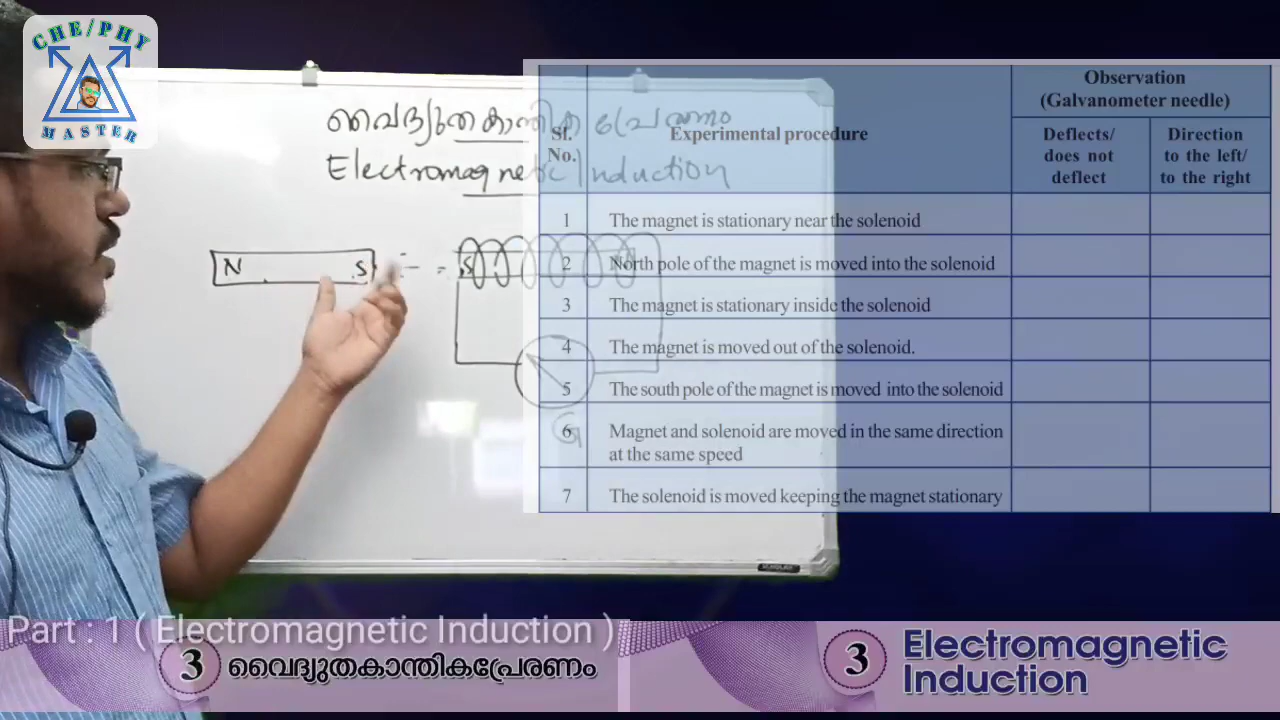 CHE/PHY
MASTER
വൈദ്യുതകാന്തിക പ്രേരണം
Electromagnetic Induction
N S
S
G
Sl. No.
Experimental procedure
Observation
(Galvanometer needle)
Deflects/
does not
deflect
Direction
to the left/
to the right
1 The magnet is stationary near the solenoid
2 North pole of the magnet is moved into the solenoid
3 The magnet is stationary inside the solenoid
4 The magnet is moved out of the solenoid.
5 The south pole of the magnet is moved into the solenoid
6 Magnet and solenoid are moved in the same direction
at the same speed
7 The solenoid is moved keeping the magnet stationary
Part : 1 ( Electromagnetic Induction )
3 വൈദ്യുതകാന്തികപ്രേരണം
3 Electromagnetic
Induction